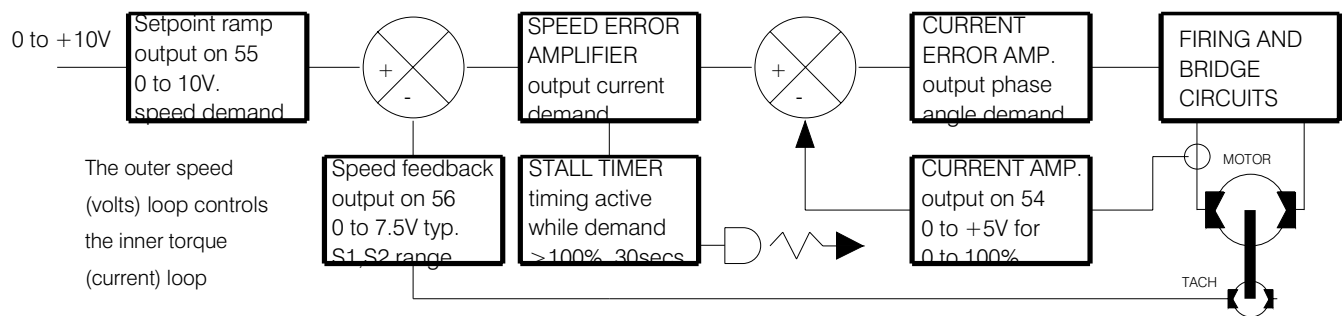 0 to +10V
Setpoint ramp
output on 55
0 to 10V.
speed demand
+
-
SPEED ERROR
AMPLIFIER
output current
demand
+
-
CURRENT
ERROR AMP.
output phase
angle demand
FIRING AND
BRIDGE
CIRCUITS
The outer speed
(volts) loop controls
the inner torque
(current) loop
Speed feedback
output on 56
0 to 7.5V typ.
S1,S2 range
STALL TIMER
timing active
while demand
>100%. 30secs
CURRENT AMP.
output on 54
0 to +5V for
0 to 100%
MOTOR
TACH